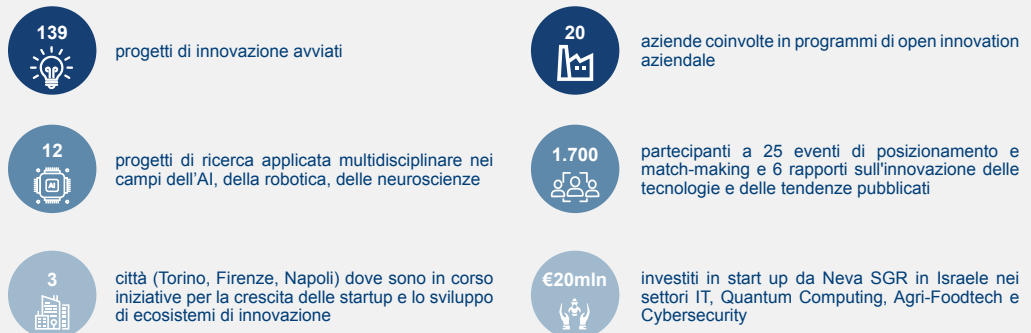 139
progetti di innovazione avviati
20
aziende coinvolte in programmi di open innovation
aziendale
12
AI
progetti di ricerca applicata multidisciplinare nei
campi dell'AI, della robotica, delle neuroscienze
1.700
partecipanti a 25 eventi di posizionamento e
match-making e 6 rapporti sull'innovazione delle
tecnologie e delle tendenze pubblicati
3
città (Torino, Firenze, Napoli) dove sono in corso
iniziative per la crescita delle startup e lo sviluppo
di ecosistemi di innovazione
€20mln
investiti in start up da Neva SGR in Israele nei
settori IT, Quantum Computing, Agri-Foodtech e
Cybersecurity